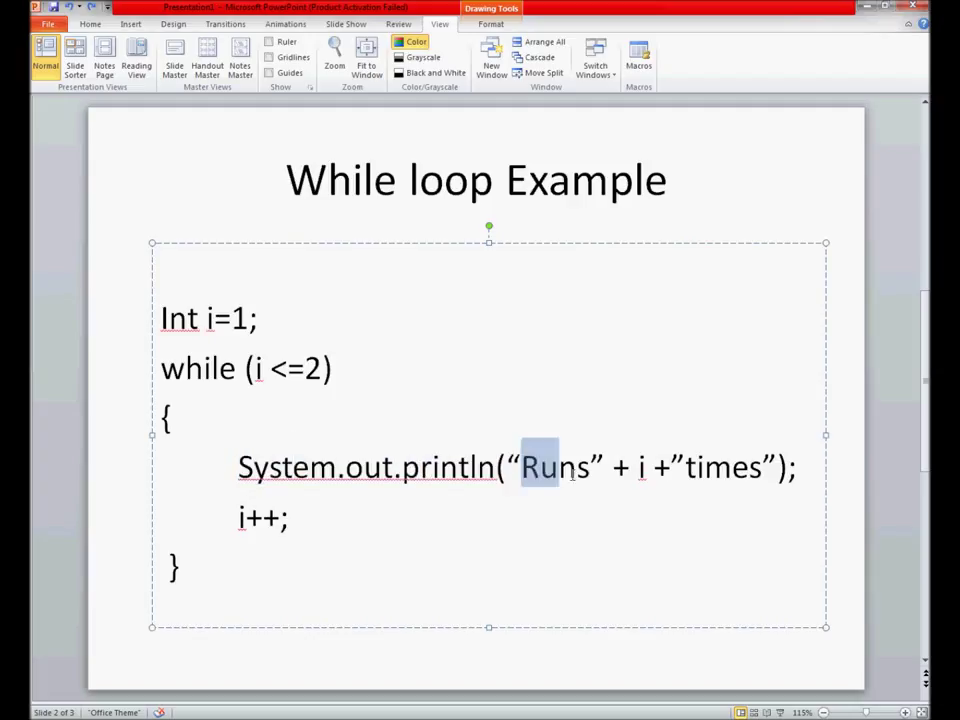 Presentation1 - Microsoft PowerPoint (Product Activation Failed)
Drawing Tools
File Home Insert Design Transitions Animations Slide Show Review View Format
Normal Slide Sorter Notes Page Reading View
Presentation Views
Slide Master Handout Master Notes Master
Master Views
Ruler
Gridlines
Guides
Show
Zoom Fit to Window
Zoom
Color
Grayscale
Black and White
Color/Grayscale
New Window
Arrange All
Cascade
Move Split
Switch Windows
Window
Macros
Macros
While loop Example
Int i=1;
while (i <=2)
{
System.out.println(“Runs” + i +”times”);
i++;
}
Slide 2 of 3 "Office Theme" 115%